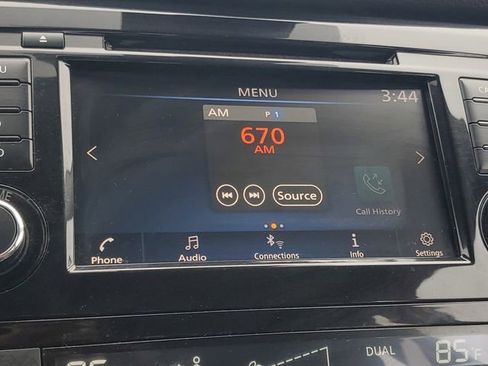 MENU
3:44
AM P 1
670
AM
Source
Call History
Phone
Audio
Connections
Info
Settings
DUAL
85°F